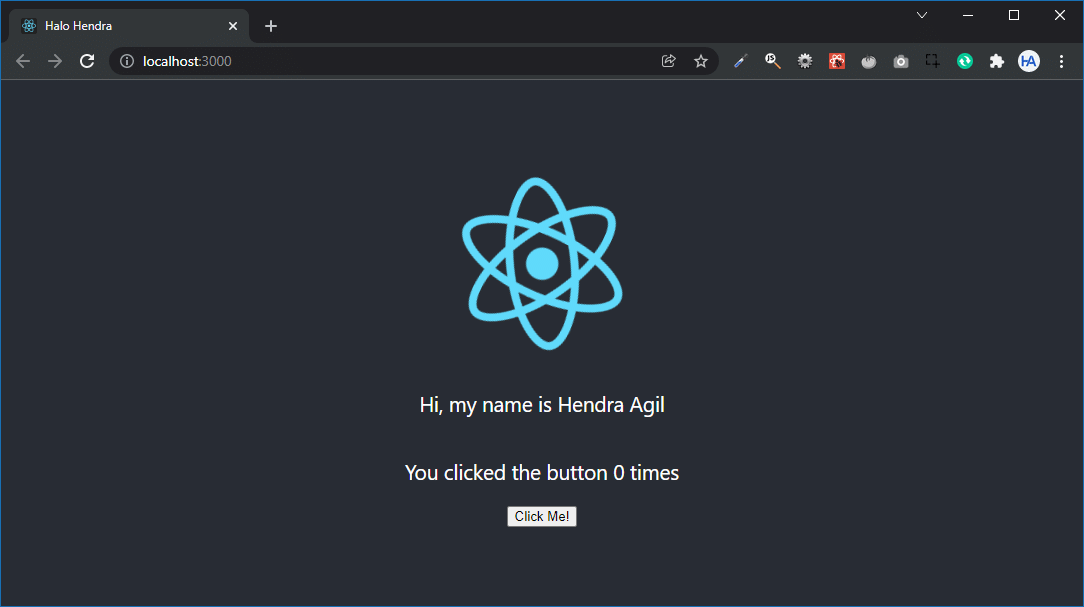 Halo Hendra
localhost:3000
HA
Hi, my name is Hendra Agil
You clicked the button 0 times
Click Me!